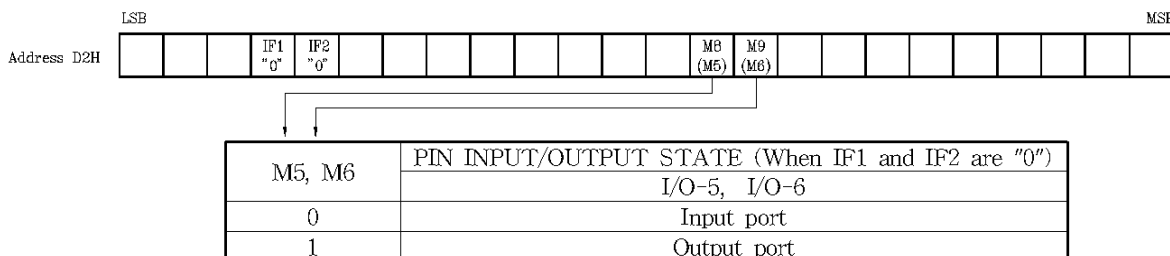 LSB MSB
Address D2H IF1 "0" IF2 "0" M8 (M5) M9 (M6)
M5, M6 PIN INPUT/OUTPUT STATE (When IF1 and IF2 are "0")
I/O-5, I/O-6
0 Input port
1 Output port